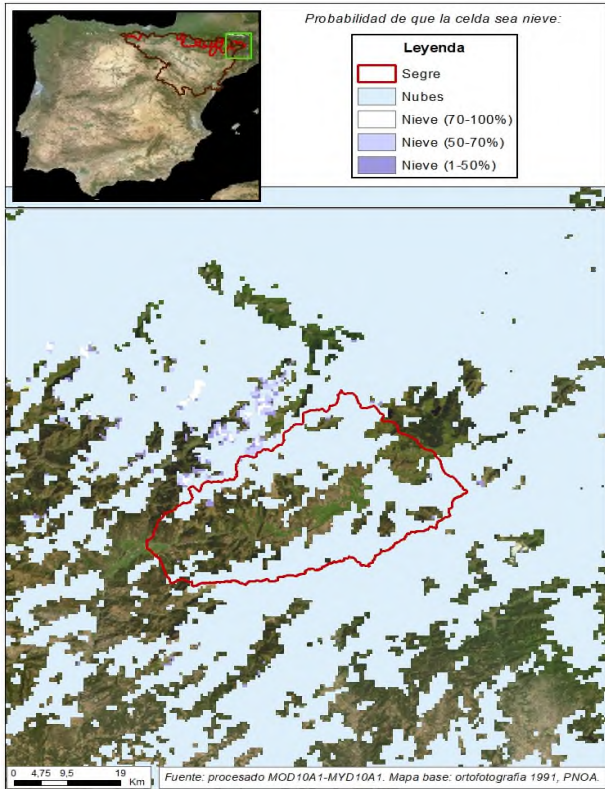 Probabilidad de que la celda sea nieve:
Leyenda
Segre
Nubes
Nieve (70-100%)
Nieve (50-70%)
Nieve (1-50%)
0 4,75 9,5 19
Km
Fuente: procesado MOD10A1-MYD10A1. Mapa base: ortofotografía 1991, PNOA.